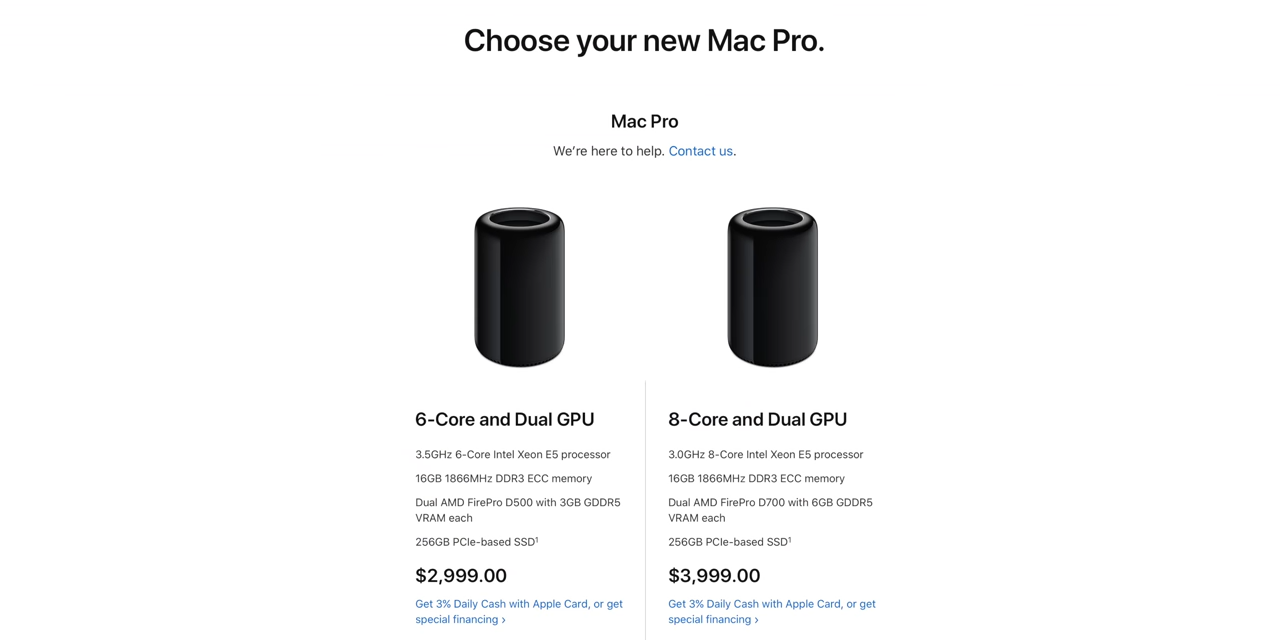 Choose your new Mac Pro.
Mac Pro
We’re here to help. Contact us.
6-Core and Dual GPU
3.5GHz 6-Core Intel Xeon E5 processor
16GB 1866MHz DDR3 ECC memory
Dual AMD FirePro D500 with 3GB GDDR5
VRAM each
256GB PCIe-based SSD¹
$2,999.00
Get 3% Daily Cash with Apple Card, or get
special financing ›
8-Core and Dual GPU
3.0GHz 8-Core Intel Xeon E5 processor
16GB 1866MHz DDR3 ECC memory
Dual AMD FirePro D700 with 6GB GDDR5
VRAM each
256GB PCIe-based SSD¹
$3,999.00
Get 3% Daily Cash with Apple Card, or get
special financing ›